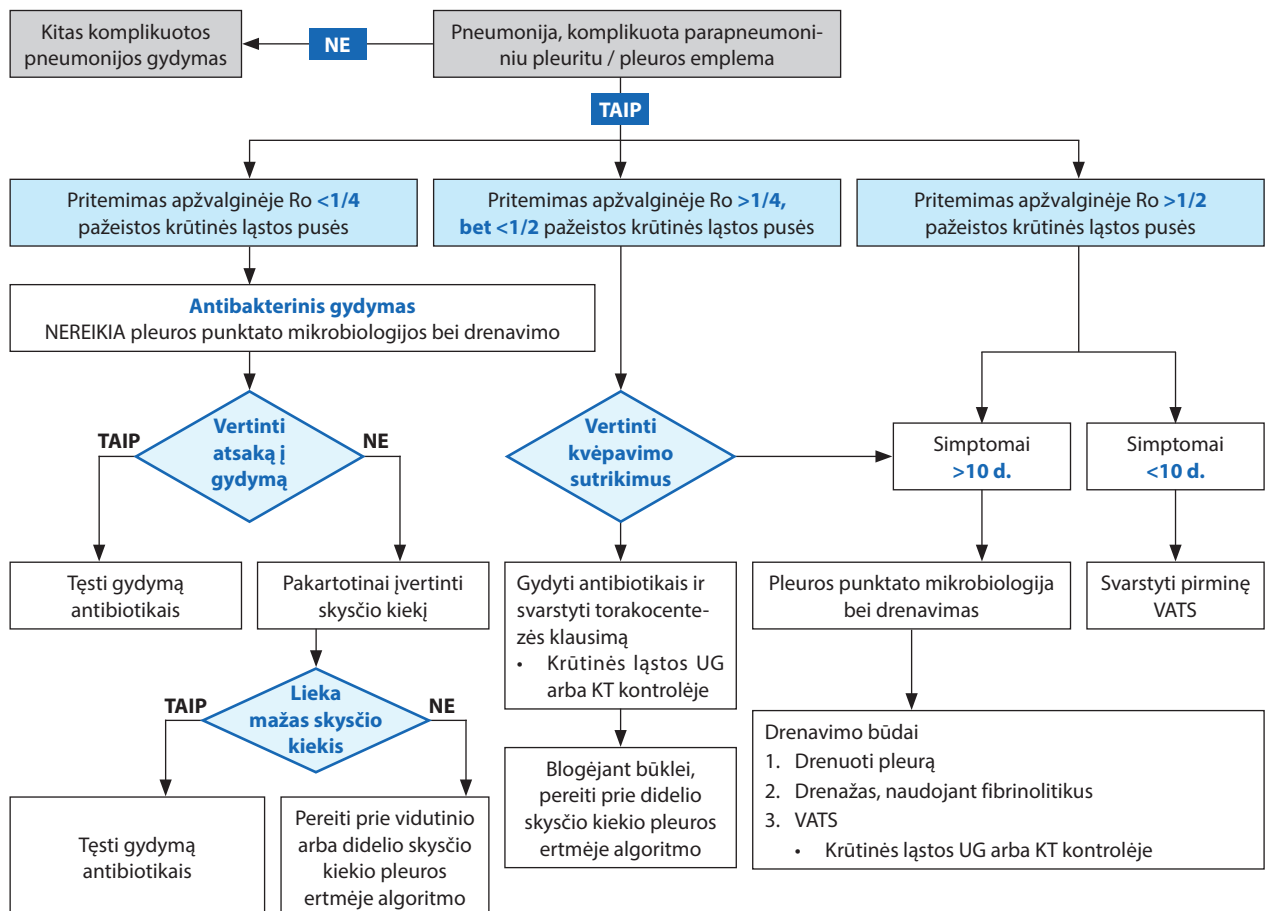 Kitas komplikuotos
pneumonijos gydymas
NE
Pneumonija, komplikuota parapneumoni-
niu pleuritu / pleuros emplema
TAIP
Pritemimas apžvalginėje Ro <1/4
pažeistos krūtinės ląstos pusės
Pritemimas apžvalginėje Ro >1/4,
bet <1/2 pažeistos krūtinės ląstos pusės
Pritemimas apžvalginėje Ro >1/2
pažeistos krūtinės ląstos pusės
Antibakterinis gydymas
NEREIKIA pleuros punktato mikrobiologijos bei drenavimo
TAIP
Vertinti
atsaką į
gydymą
NE
Vertinti
kvėpavimo
sutrikimus
Simptomai
>10 d.
Simptomai
<10 d.
Tęsti gydymą
antibiotikais
Pakartotinai įvertinti
skysčio kiekį
Gydyti antibiotikais ir
svarstyti torakocente-
zės klausimą
• Krūtinės ląstos UG
arba KT kontrolėje
Pleuros punktato mikrobiologija
bei drenavimas
Svarstyti pirminę
VATS
TAIP
Lieka
mažas skysčio
kiekis
NE
Tęsti gydymą
antibiotikais
Pereiti prie vidutinio
arba didelio skysčio
kiekio pleuros
ertmėje algoritmo
Blogėjant būklei,
pereiti prie didelio
skysčio kiekio pleuros
ertmėje algoritmo
Drenavimo būdai
1. Drenuoti pleurą
2. Drenažas, naudojant fibrinolitikus
3. VATS
• Krūtinės ląstos UG arba KT kontrolėje